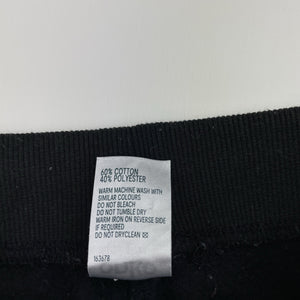 60% COTTON
40% POLYESTER
WARM MACHINE WASH WITH
SIMILAR COLOURS
DO NOT BLEACH
DO NOT TUMBLE DRY
WARM IRON ON REVERSE SIDE
IF REQUIRED
DO NOT DRYCLEAN
163678